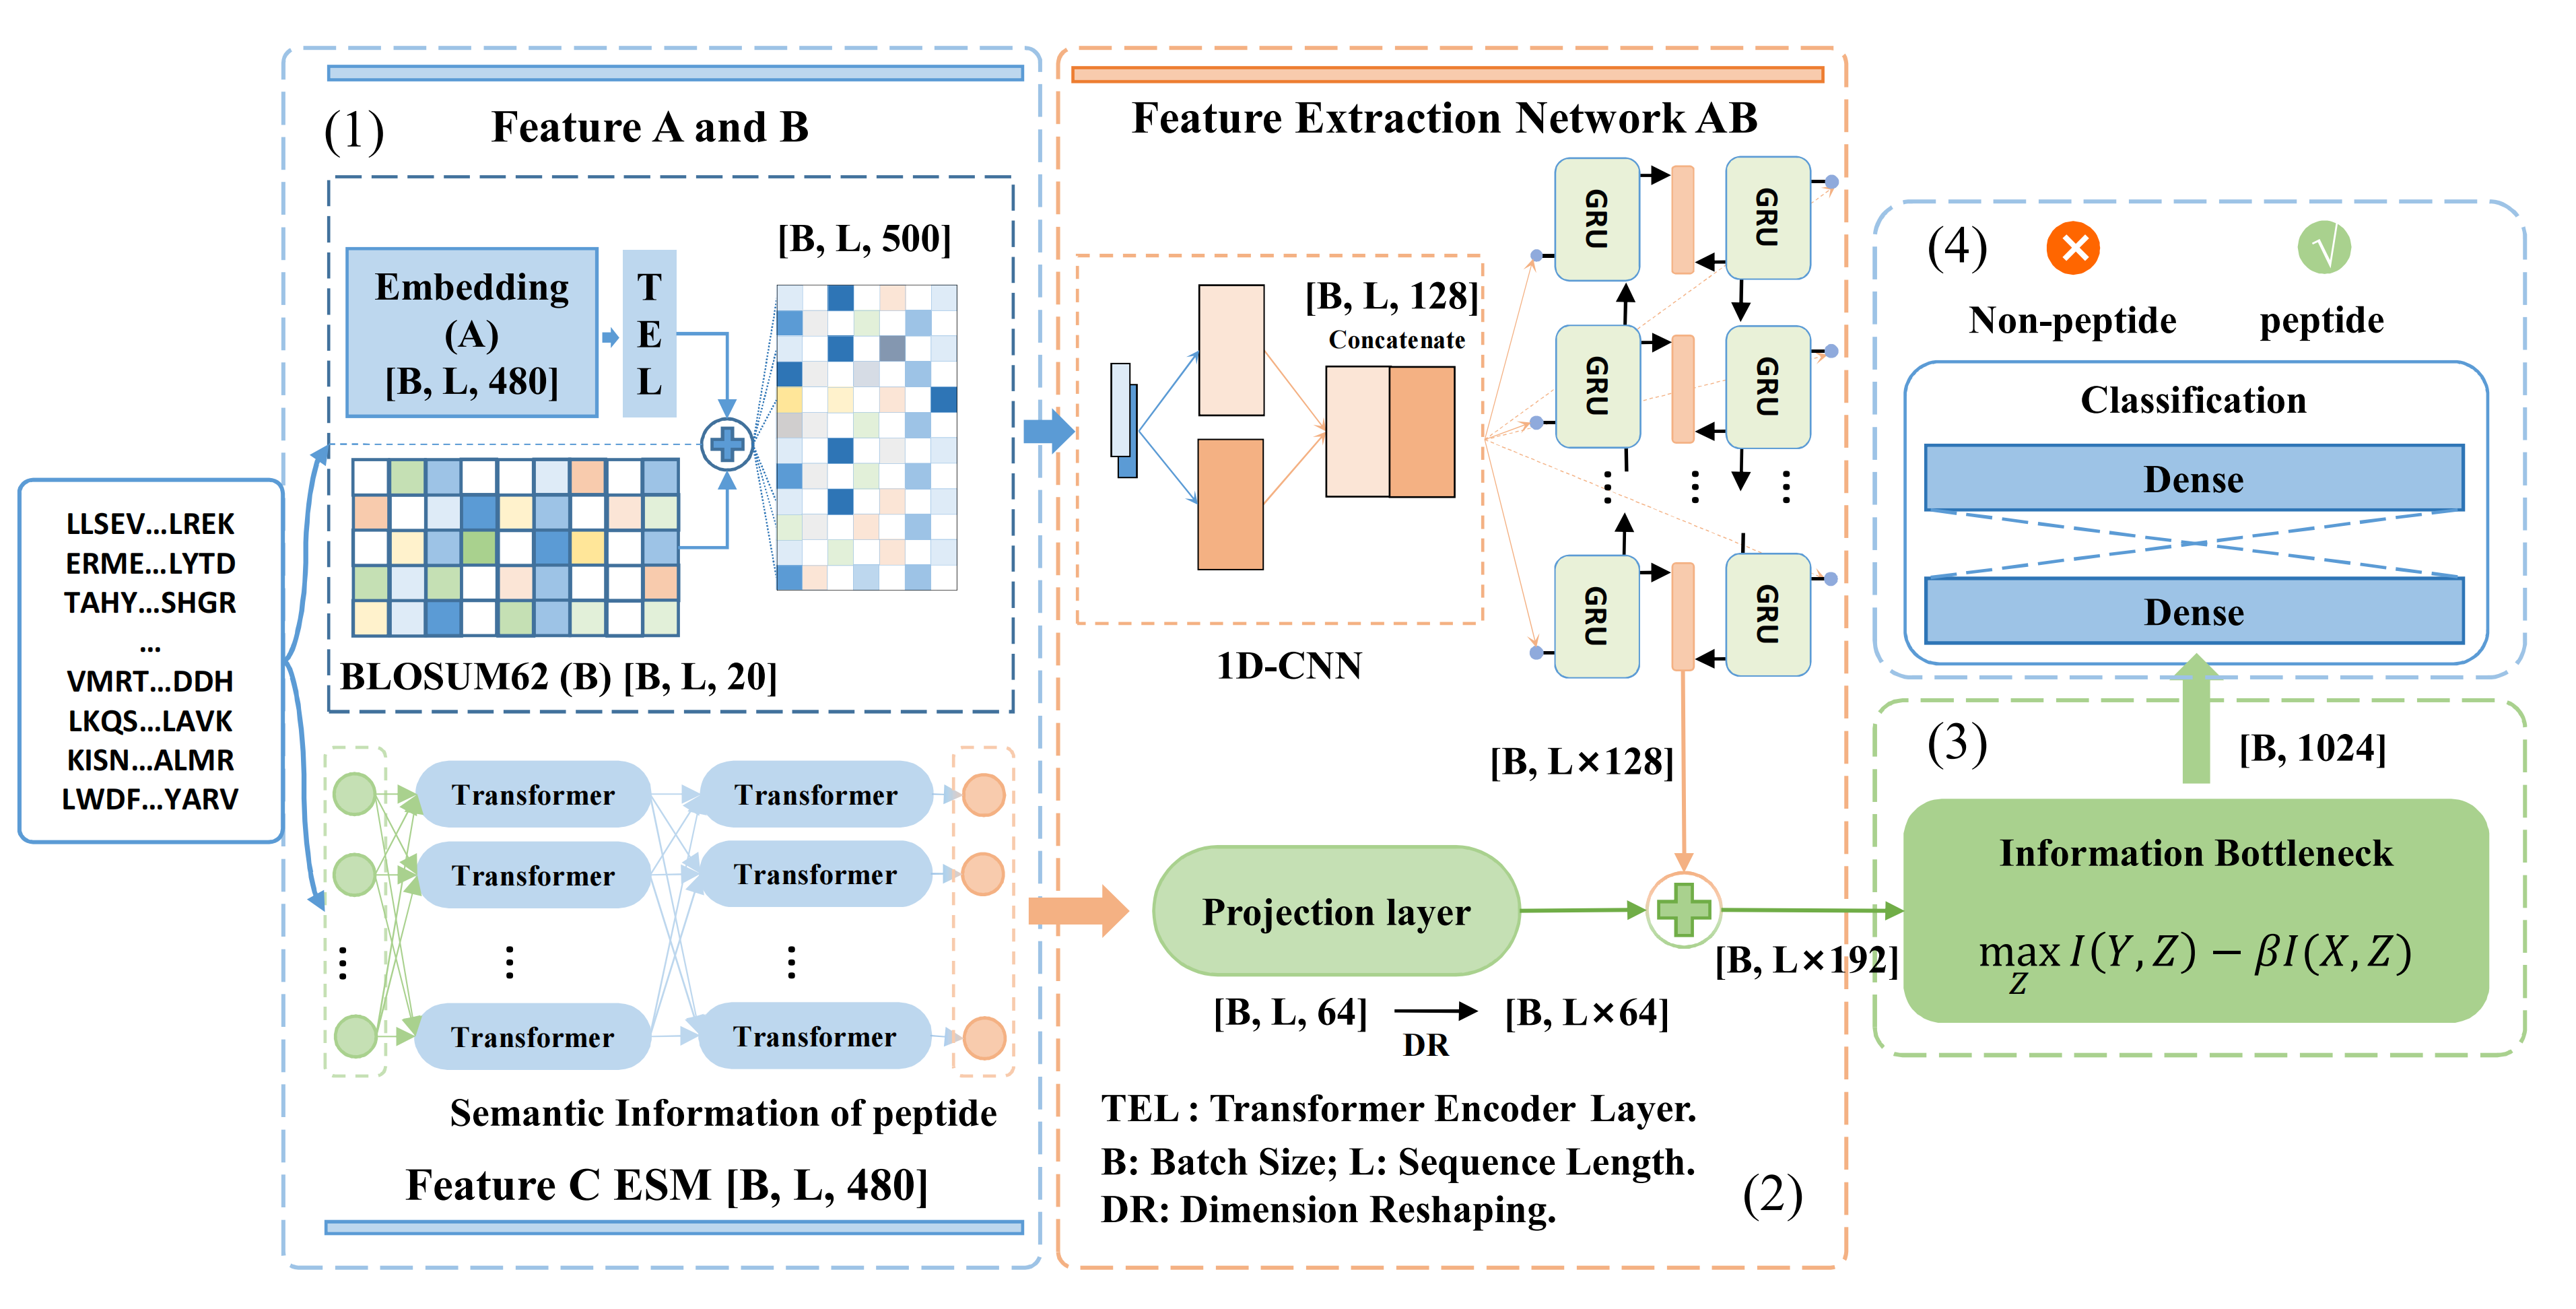 LLSEV...LREK
ERME...LYTD
TAHY...SHGR
...
VMRT...DDH
LKQS...LAVK
KISN...ALMR
LWDF...YARV
(1)
Feature A and B
Embedding
(A)
[B, L, 480]
T
E
L
[B, L, 500]
BLOSUM62 (B) [B, L, 20]
Transformer
Transformer
Transformer
Transformer
...
...
...
Transformer
Transformer
Semantic Information of peptide
Feature C ESM [B, L, 480]
Feature Extraction Network AB
[B, L, 128]
Concatenate
1D-CNN
GRU
GRU
GRU
GRU
...
...
...
GRU
GRU
[B, L×128]
Projection layer
[B, L×192]
[B, L, 64]
DR
[B, L×64]
TEL : Transformer Encoder Layer.
B: Batch Size; L: Sequence Length.
DR: Dimension Reshaping.
(2)
(3)
[B, 1024]
Information Bottleneck
max I(Y, Z) − βI(X, Z)
Z
(4)
× √
Non-peptide
peptide
Classification
Dense
Dense